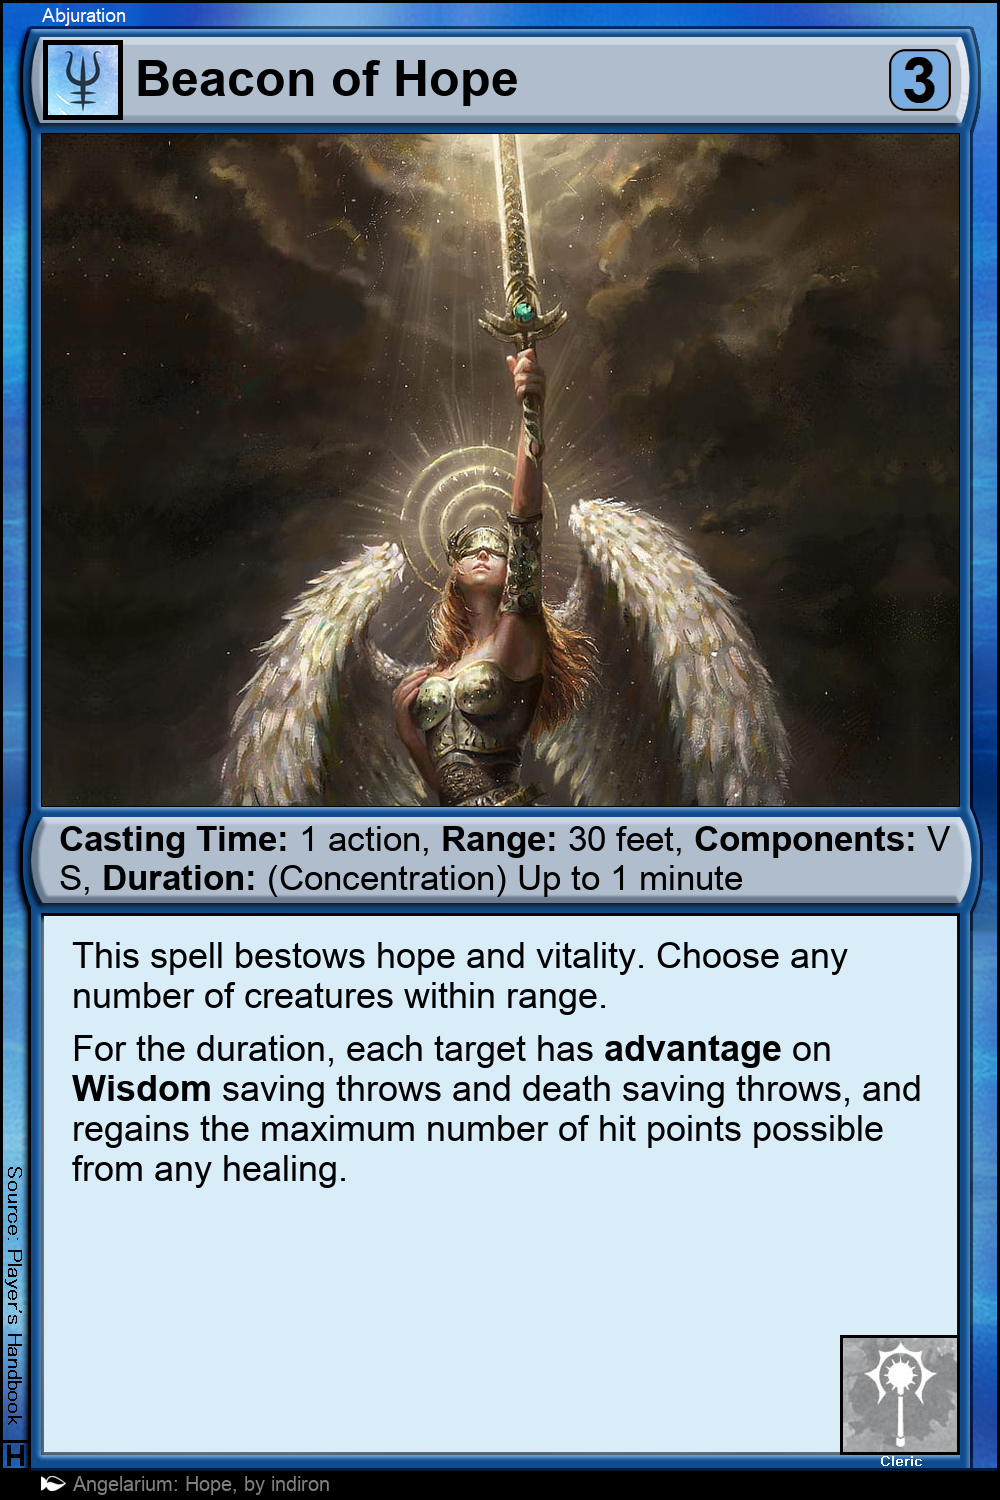 Abjuration
Beacon of Hope
3
Casting Time: 1 action, Range: 30 feet, Components: V
S, Duration: (Concentration) Up to 1 minute
This spell bestows hope and vitality. Choose any
number of creatures within range.
For the duration, each target has advantage on
Wisdom saving throws and death saving throws, and
regains the maximum number of hit points possible
from any healing.
Source: Player's Handbook
H
Cleric
Angelarium: Hope, by indiron